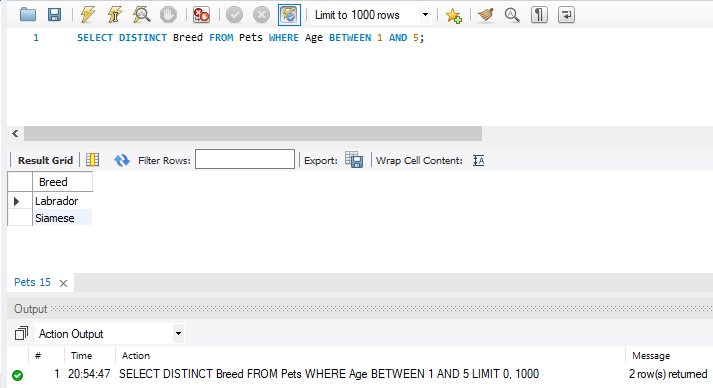 Limit to 1000 rows
1 SELECT DISTINCT Breed FROM Pets WHERE Age BETWEEN 1 AND 5;
Result Grid Filter Rows: Export: Wrap Cell Content:
Breed
Labrador
Siamese
Pets 15
Output
Action Output
# Time Action Message
1 20:54:47 SELECT DISTINCT Breed FROM Pets WHERE Age BETWEEN 1 AND 5 LIMIT 0, 1000 2 row(s) returned